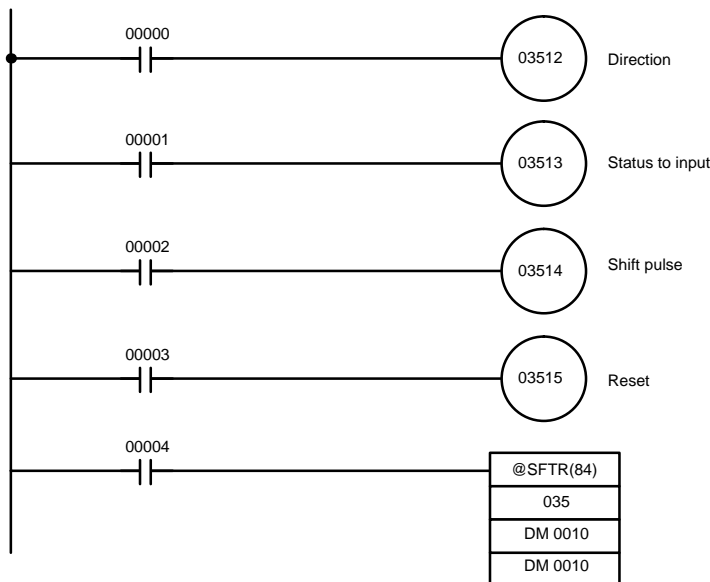 00000
03512 Direction
00001
03513 Status to input
00002
03514 Shift pulse
00003
03515 Reset
00004
@SFTR(84)
035
DM 0010
DM 0010